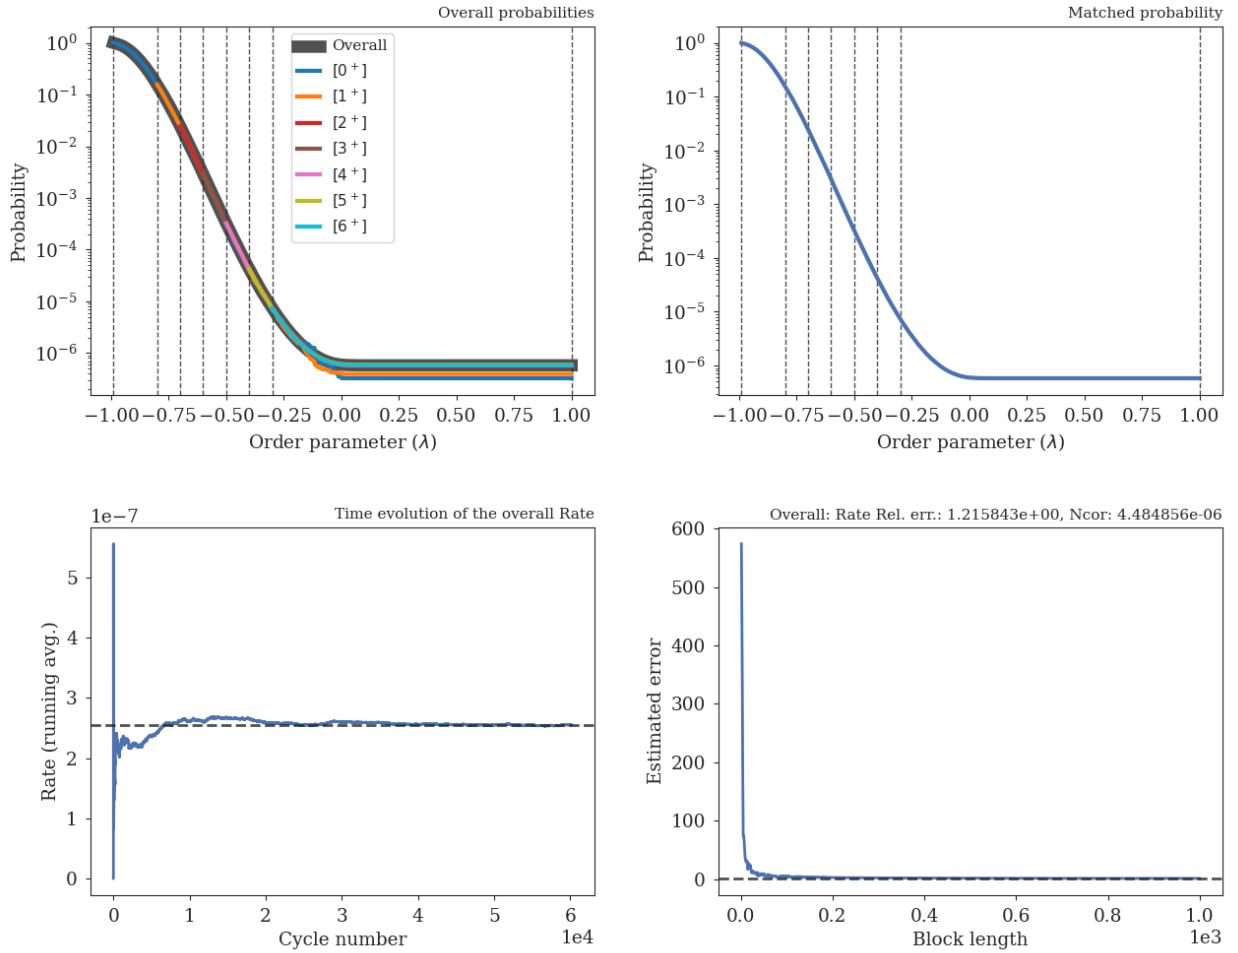 Overall probabilities
10⁰
10⁻¹
10⁻²
10⁻³
10⁻⁴
10⁻⁵
10⁻⁶
Probability
Overall
[0⁺]
[1⁺]
[2⁺]
[3⁺]
[4⁺]
[5⁺]
[6⁺]
−1.00 −0.75 −0.50 −0.25 0.00 0.25 0.50 0.75 1.00
Order parameter (λ)
Matched probability
10⁰
10⁻¹
10⁻²
10⁻³
10⁻⁴
10⁻⁵
10⁻⁶
Probability
−1.00 −0.75 −0.50 −0.25 0.00 0.25 0.50 0.75 1.00
Order parameter (λ)
1e−7
Time evolution of the overall Rate
5
4
3
2
1
0
Rate (running avg.)
0 1 2 3 4 5 6
Cycle number
1e4
Overall: Rate Rel. err.: 1.215843e+00, Ncor: 4.484856e-06
600
500
400
300
200
100
0
Estimated error
0.0 0.2 0.4 0.6 0.8 1.0
Block length
1e3